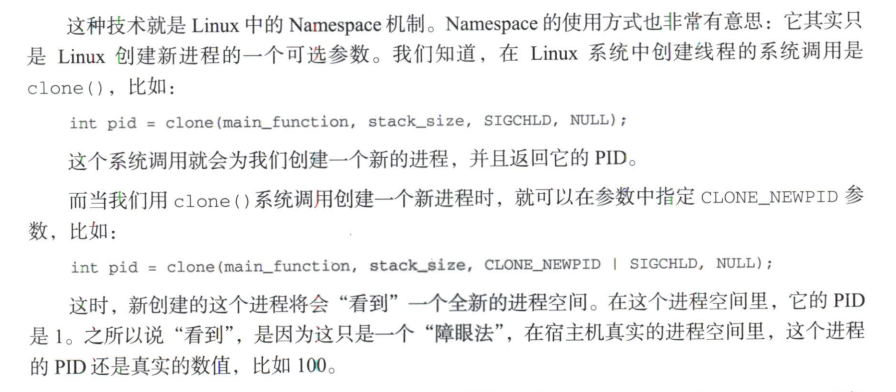 这种技术就是 Linux 中的 Namespace 机制。Namespace 的使用方式也非常有意思：它其实只
是 Linux 创建新进程的一个可选参数。我们知道，在 Linux 系统中创建线程的系统调用是
clone()，比如：
int pid = clone(main_function, stack_size, SIGCHLD, NULL);
这个系统调用就会为我们创建一个新的进程，并且返回它的 PID。
而当我们用 clone()系统调用创建一个新进程时，就可以在参数中指定 CLONE_NEWPID 参
数，比如：
int pid = clone(main_function, stack_size, CLONE_NEWPID | SIGCHLD, NULL);
这时，新创建的这个进程将会“看到”一个全新的进程空间。在这个进程空间里，它的 PID
是 1。之所以说“看到”，是因为这只是一个“障眼法”，在宿主机真实的进程空间里，这个进程
的 PID 还是真实的数值，比如 100。